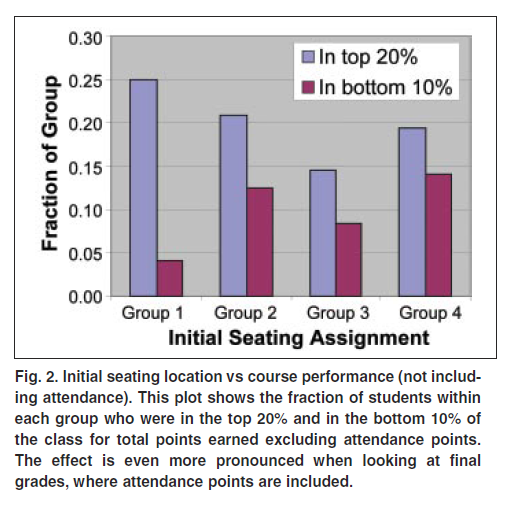 0.30
In top 20%
0.25
In bottom 10%
0.20
0.15
0.10
0.05
0.00
Fraction of Group
Group 1 Group 2 Group 3 Group 4
Initial Seating Assignment
Fig. 2. Initial seating location vs course performance (not includ-
ing attendance). This plot shows the fraction of students within
each group who were in the top 20% and in the bottom 10% of
the class for total points earned excluding attendance points.
The effect is even more pronounced when looking at final
grades, where attendance points are included.